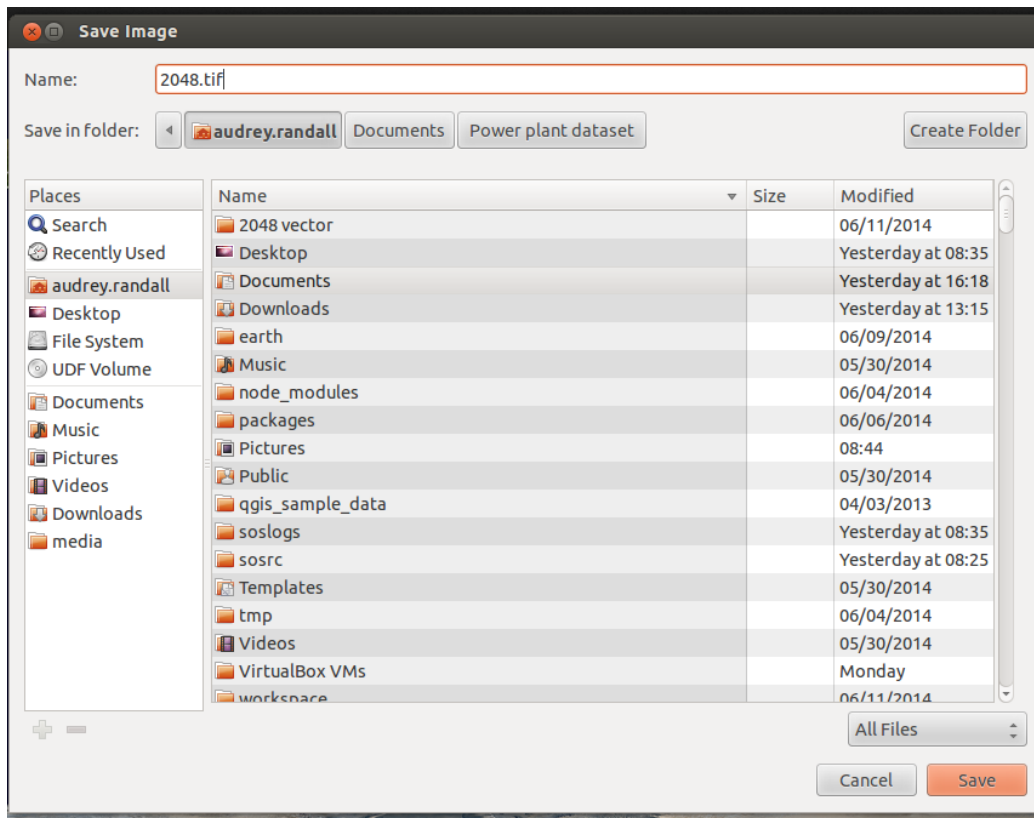 Save Image
Name: 2048.tif
Save in folder: audrey.randall Documents Power plant dataset Create Folder
Places
Search
Recently Used
audrey.randall
Desktop
File System
UDF Volume
Documents
Music
Pictures
Videos
Downloads
media
Name Size Modified
2048 vector 06/11/2014
Desktop Yesterday at 08:35
Documents Yesterday at 16:18
Downloads Yesterday at 13:15
earth 06/09/2014
Music 05/30/2014
node_modules 06/04/2014
packages 06/06/2014
Pictures 08:44
Public 05/30/2014
qgis_sample_data 04/03/2013
soslogs Yesterday at 08:35
sosrc Yesterday at 08:25
Templates 05/30/2014
tmp 06/04/2014
Videos 05/30/2014
VirtualBox VMs Monday
workspace 06/11/2014
All Files
Cancel Save